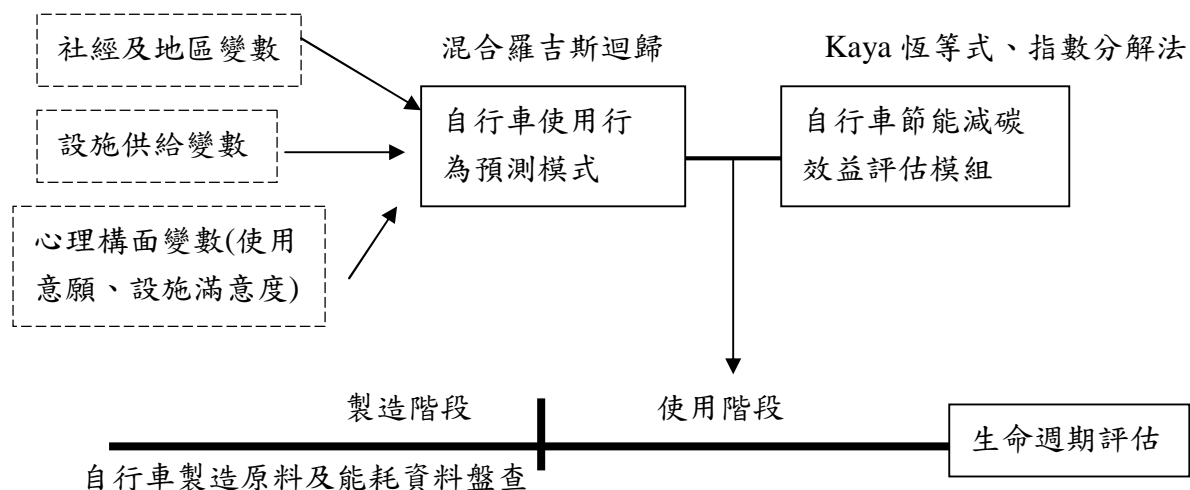 社經及地區變數
混合羅吉斯迴歸
Kaya 恆等式、指數分解法
設施供給變數
自行車使用行
為預測模式
自行車節能減碳
效益評估模組
心理構面變數(使用
意願、設施滿意度)
製造階段
使用階段
生命週期評估
自行車製造原料及能耗資料盤查